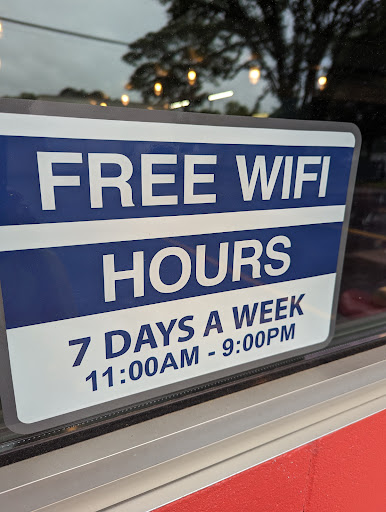 FREE WIFI
HOURS
7 DAYS A WEEK
11:00AM - 9:00PM